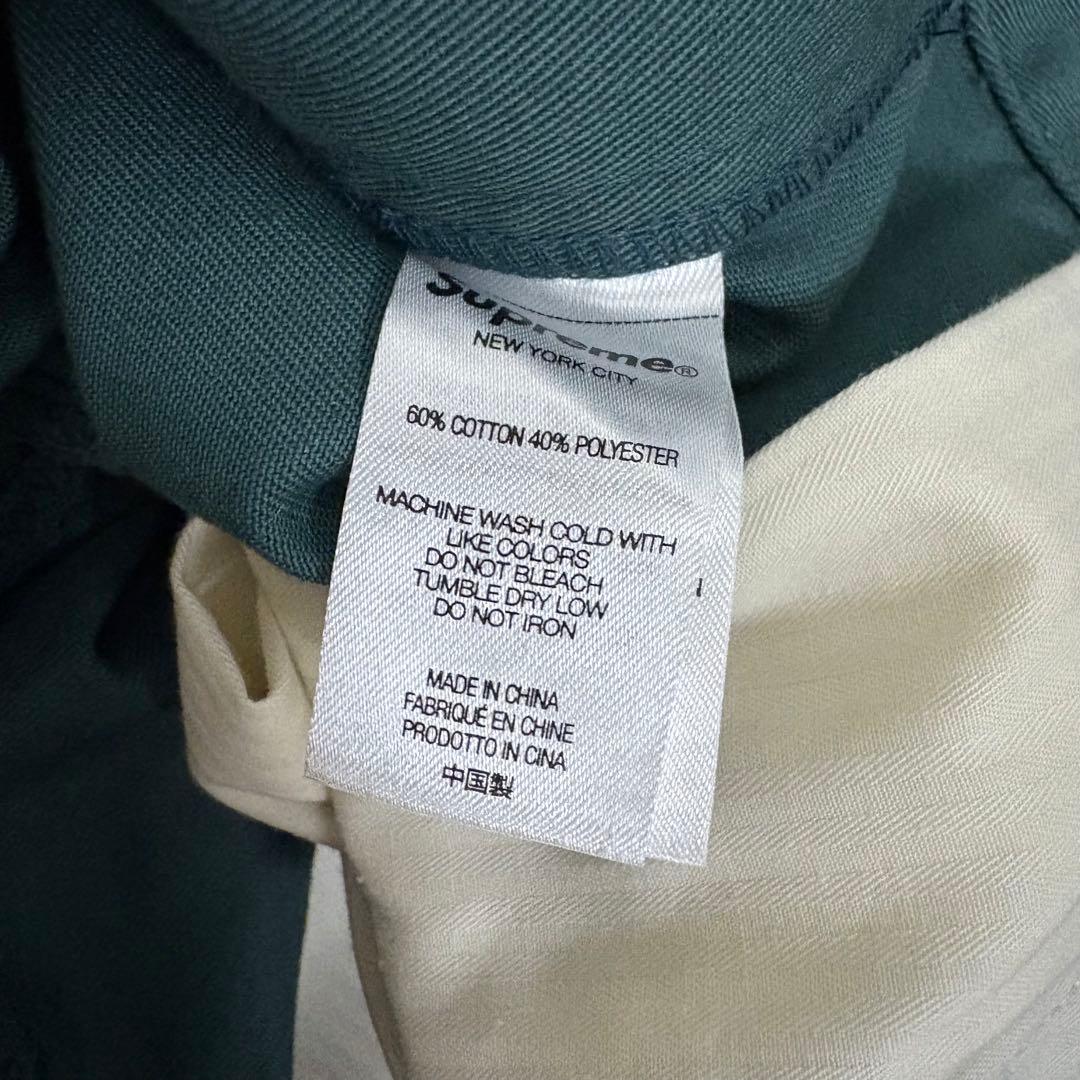 Supreme®
NEW YORK CITY
60% COTTON 40% POLYESTER
MACHINE WASH COLD WITH
LIKE COLORS
DO NOT BLEACH
TUMBLE DRY LOW
DO NOT IRON
MADE IN CHINA
FABRIQUÉ EN CHINE
PRODOTTO IN CINA
中国製